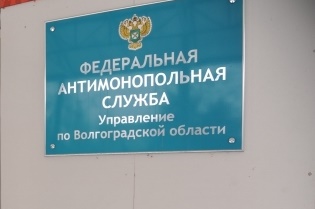 ФЕДЕРАЛЬНАЯ
АНТИМОНОПОЛЬНАЯ
СЛУЖБА
Управление
по Волгоградской области